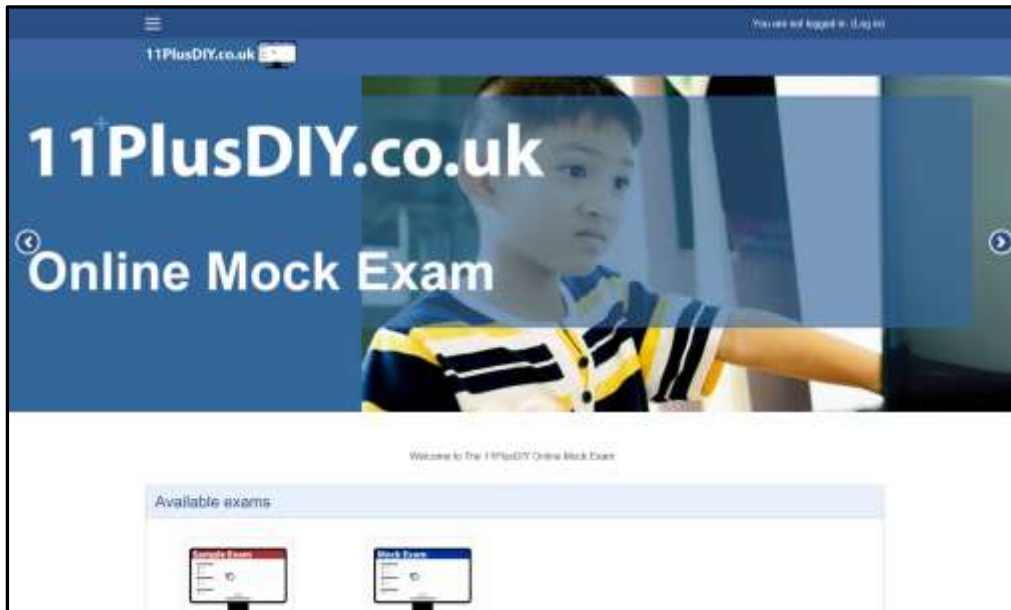 You are not logged in. (Log in)
11PlusDIY.co.uk
11PlusDIY.co.uk
Online Mock Exam
Welcome to The 11PlusDIY Online Mock Exam
Available exams
Sample Exam
Mock Exam